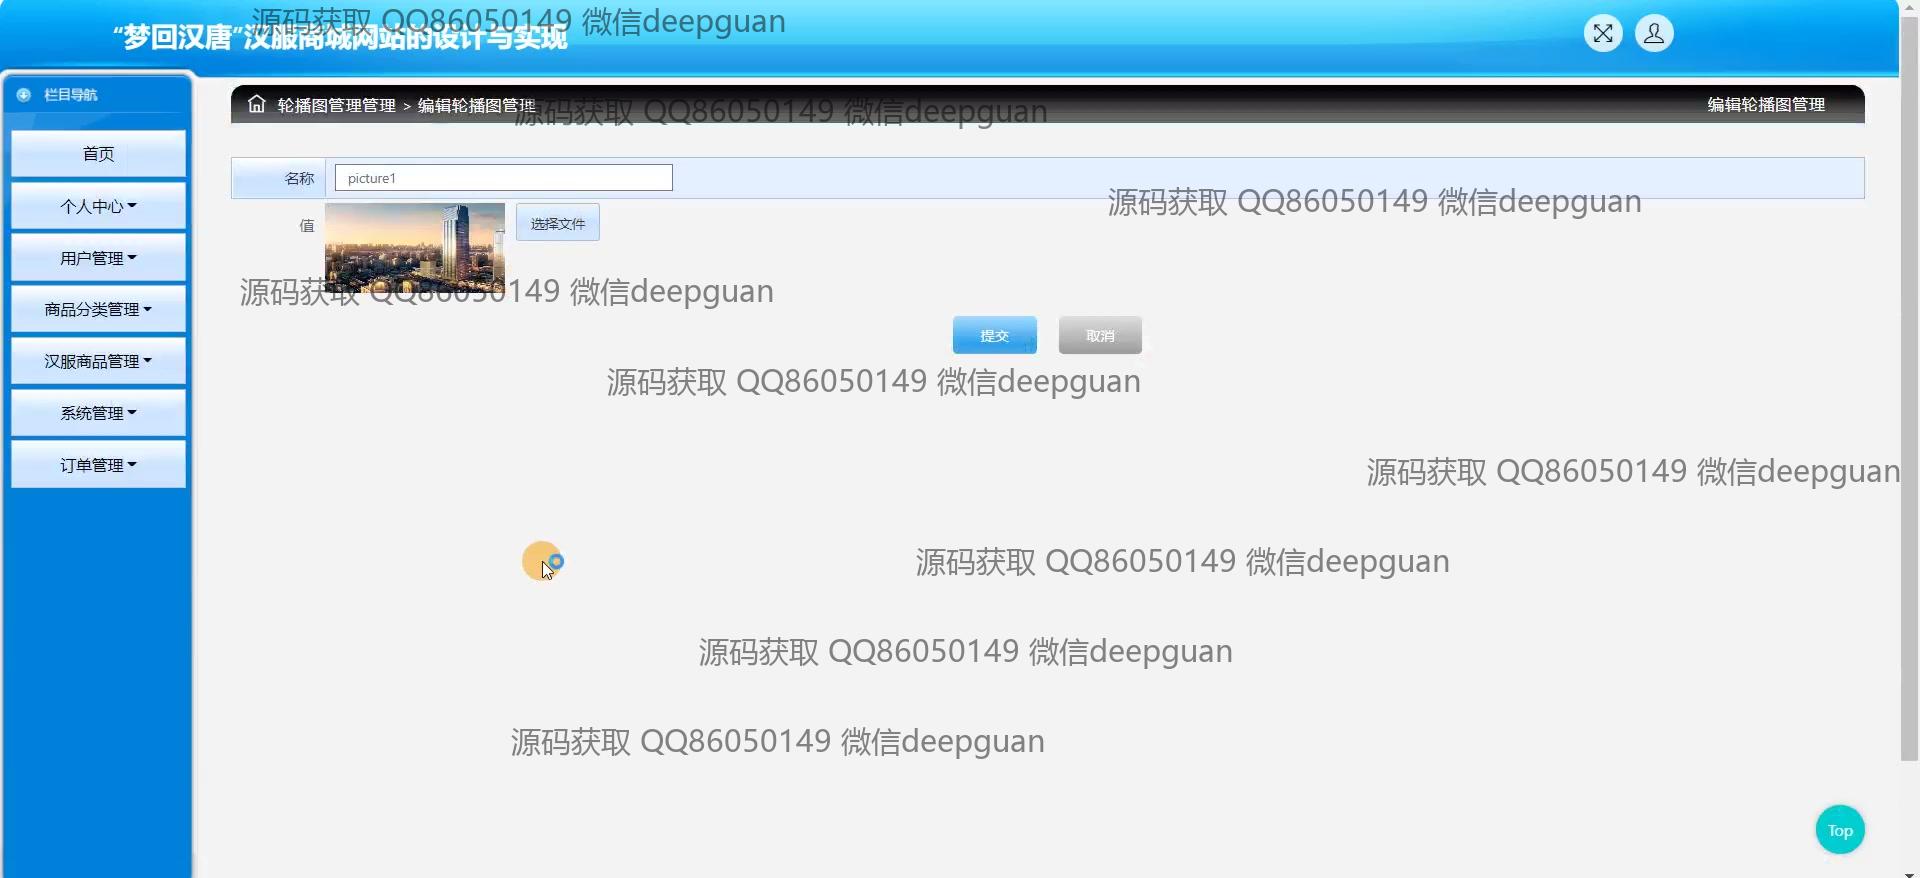 源码获取 QQ86050149 微信deepguan
“梦回汉唐”汉服商城网站的设计与实现
栏目导航
首页
个人中心
用户管理
商品分类管理
汉服商品管理
系统管理
订单管理
轮播图管理管理 > 编辑轮播图管理
编辑轮播图管理
源码获取 QQ86050149 微信deepguan
名称
picture1
源码获取 QQ86050149 微信deepguan
值
选择文件
源码获取 QQ86050149 微信deepguan
提交
取消
源码获取 QQ86050149 微信deepguan
源码获取 QQ86050149 微信deepguan
源码获取 QQ86050149 微信deepguan
源码获取 QQ86050149 微信deepguan
源码获取 QQ86050149 微信deepguan
Top